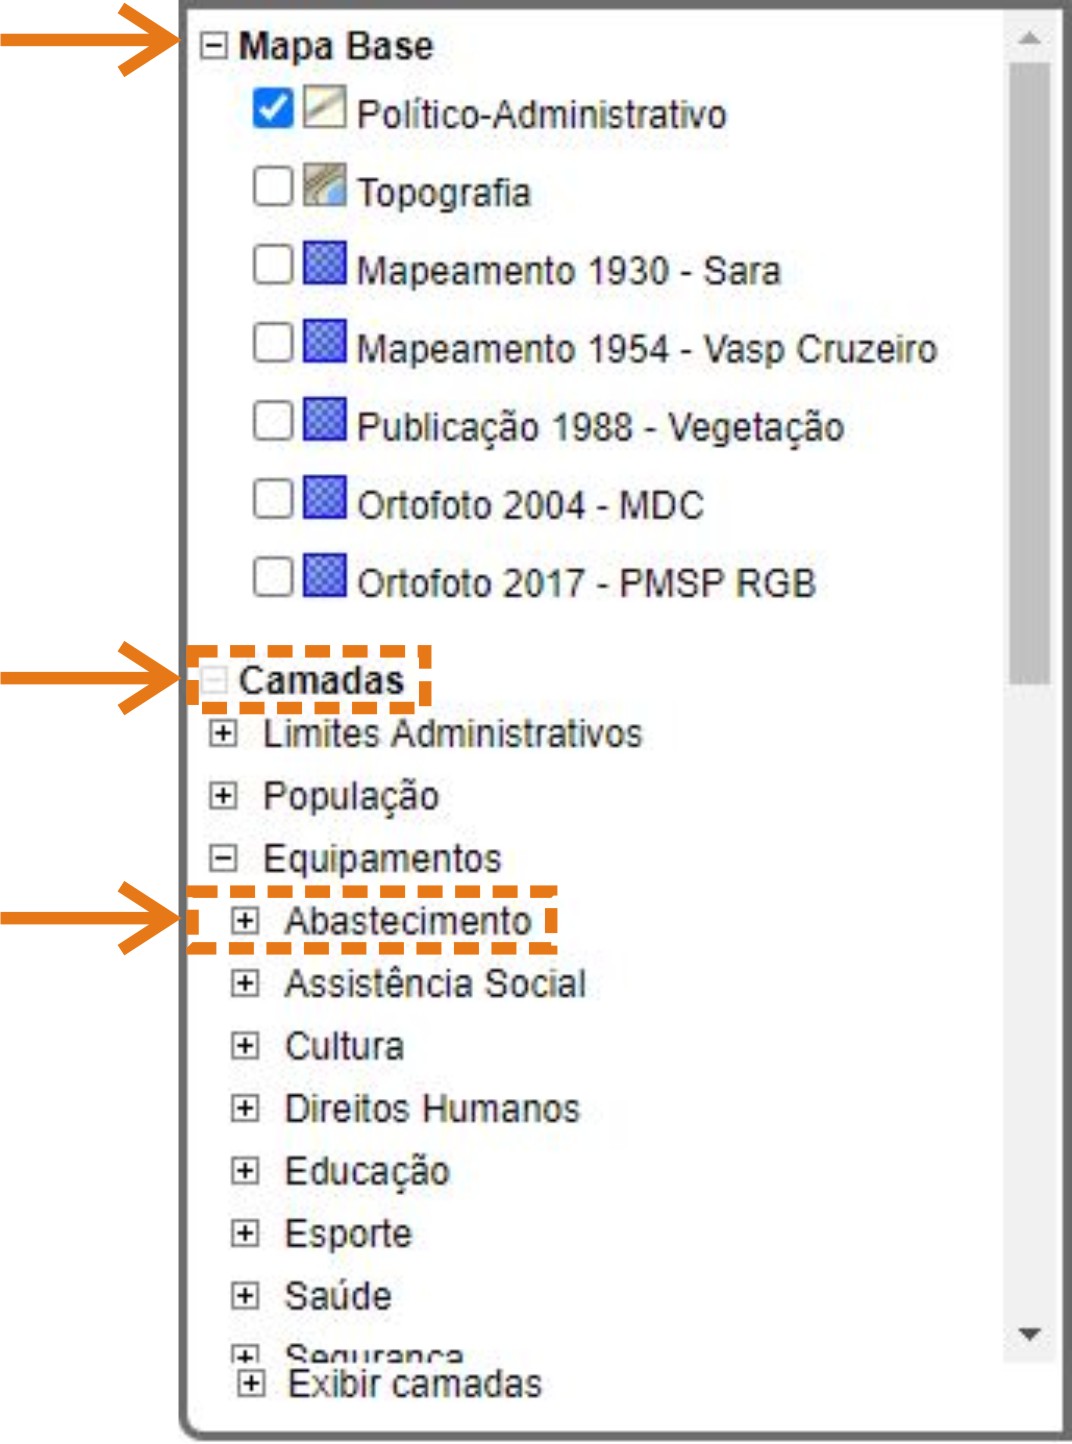 Mapa Base
Político-Administrativo
Topografia
Mapeamento 1930 - Sara
Mapeamento 1954 - Vasp Cruzeiro
Publicação 1988 - Vegetação
Ortofoto 2004 - MDC
Ortofoto 2017 - PMSP RGB
Camadas
Limites Administrativos
População
Equipamentos
Abastecimento
Assistência Social
Cultura
Direitos Humanos
Educação
Esporte
Saúde
Segurança
Exibir camadas